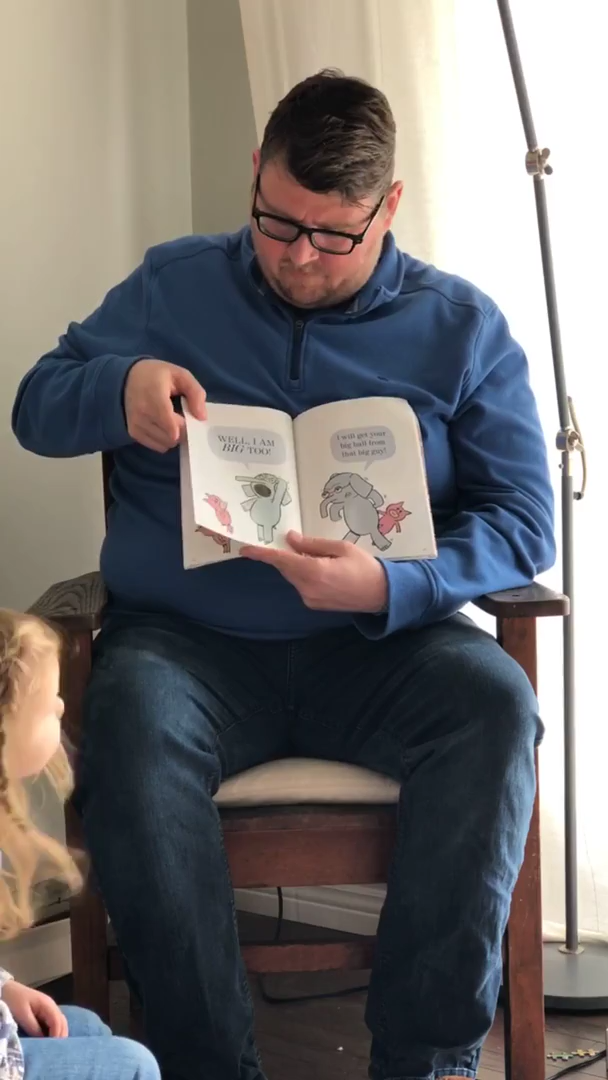 WELL, I AM
BIG TOO!
I will get your
big ball from
that big guy!